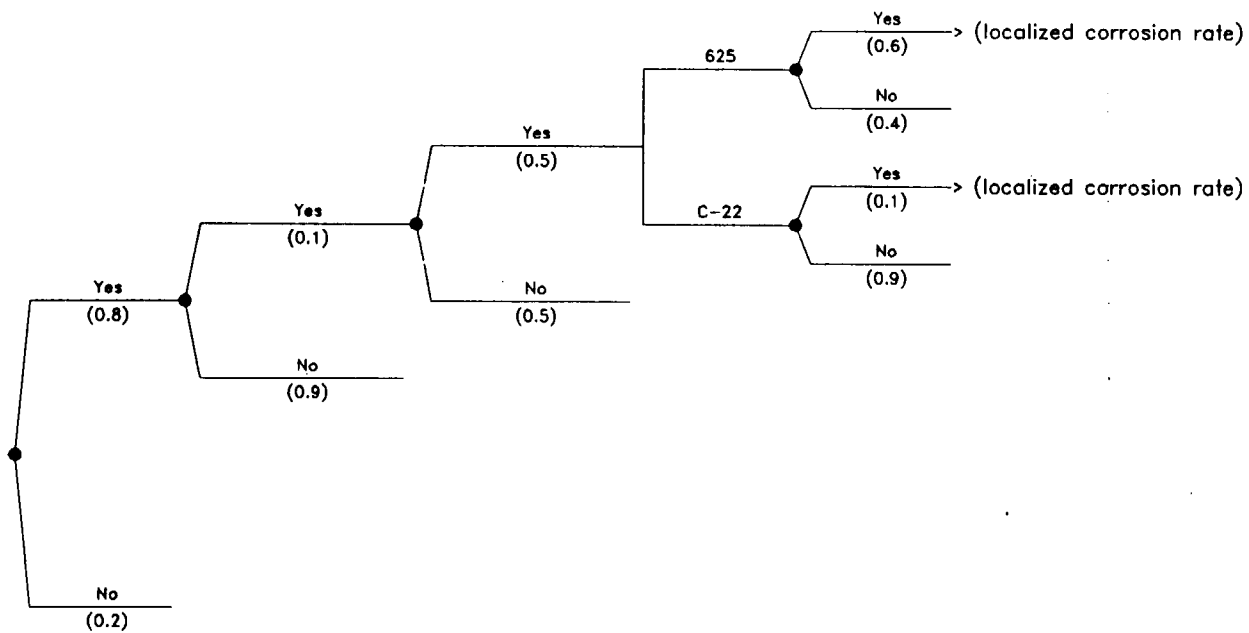 Yes
(0.6)
> (localized corrosion rate)
625
No
(0.4)
Yes
(0.5)
Yes
(0.1)
> (localized corrosion rate)
C-22
No
(0.9)
Yes
(0.1)
No
(0.5)
Yes
(0.8)
No
(0.9)
No
(0.2)